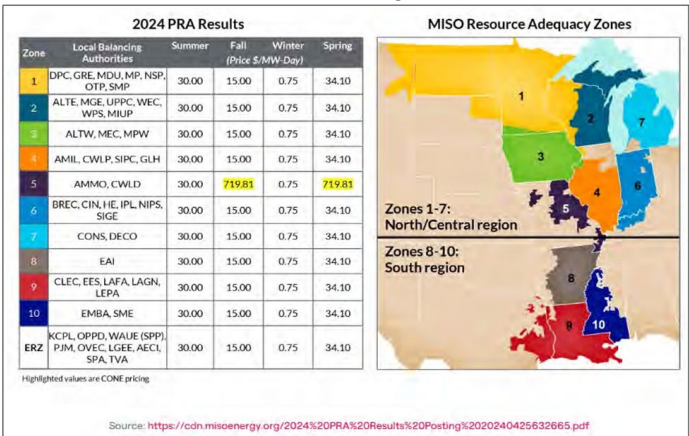 2024 PRA Results
Zone Local Balancing Authorities Summer Fall Winter Spring
(Price $/MW-Day)
1 DPC, GRE, MDU, MP, NSP, OTP, SMP 30.00 15.00 0.75 34.10
2 ALTE, MGE, UPPC, WEC, WPS, MIUP 30.00 15.00 0.75 34.10
3 ALTW, MEC, MPW 30.00 15.00 0.75 34.10
4 AMIL, CWLP, SIPC, GLH 30.00 15.00 0.75 34.10
5 AMMO, CWLD 30.00 719.81 0.75 719.81
6 BREC, CIN, HE, IPL, NIPS, SIGE 30.00 15.00 0.75 34.10
7 CONS, DECO 30.00 15.00 0.75 34.10
8 EAI 30.00 15.00 0.75 34.10
9 CLEC, EES, LAFA, LAGN, LEPA 30.00 15.00 0.75 34.10
10 EMBA, SME 30.00 15.00 0.75 34.10
ERZ KCPL, OPPD, WAUE (SPP), PJM, OVEC, LGEE, AECI, SPA, TVA 30.00 15.00 0.75 34.10
Highlighted values are CONE pricing
MISO Resource Adequacy Zones
1
2
7
3
4
6
5
Zones 1-7:
North/Central region
Zones 8-10:
South region
8
9
10
Source: https://cdn.misoenergy.org/2024%20PRA%20Results%20Posting%2020240425632665.pdf